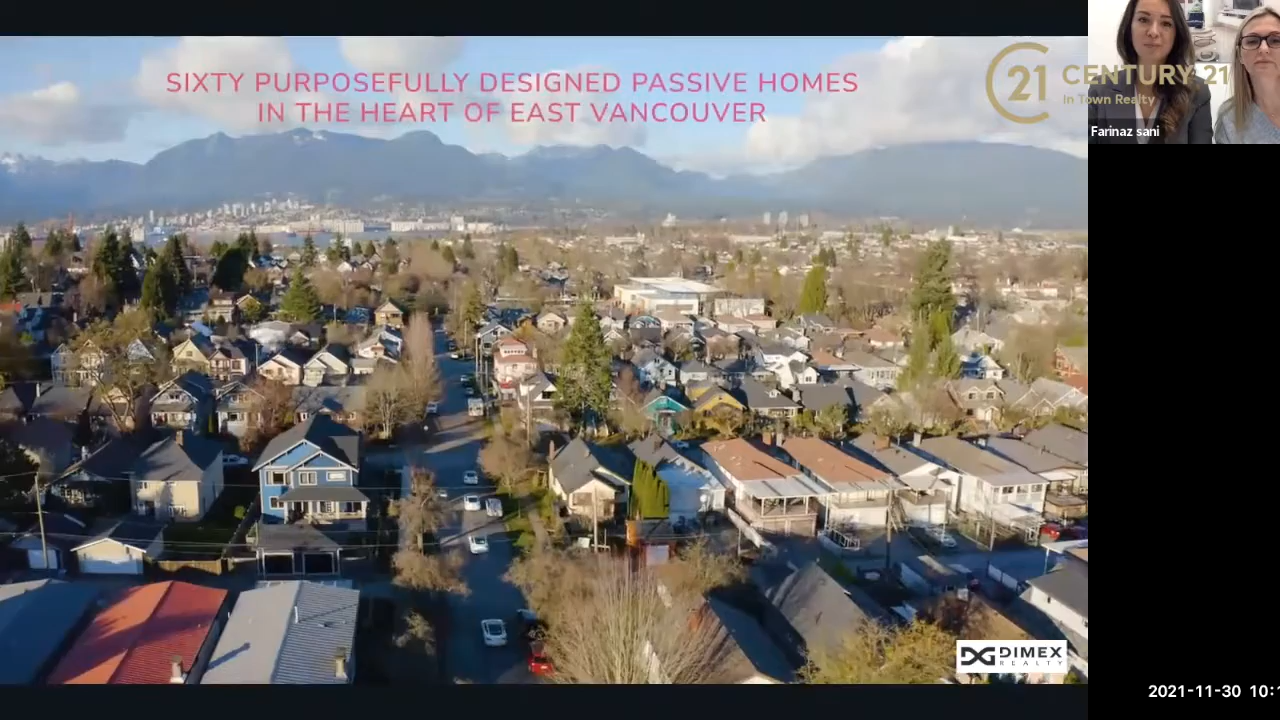 SIXTY PURPOSEFULLY DESIGNED PASSIVE HOMES
IN THE HEART OF EAST VANCOUVER
21 CENTURY 21
In Town Realty
Farinaz sani
DIMEX
REALTY
2021-11-30 10: